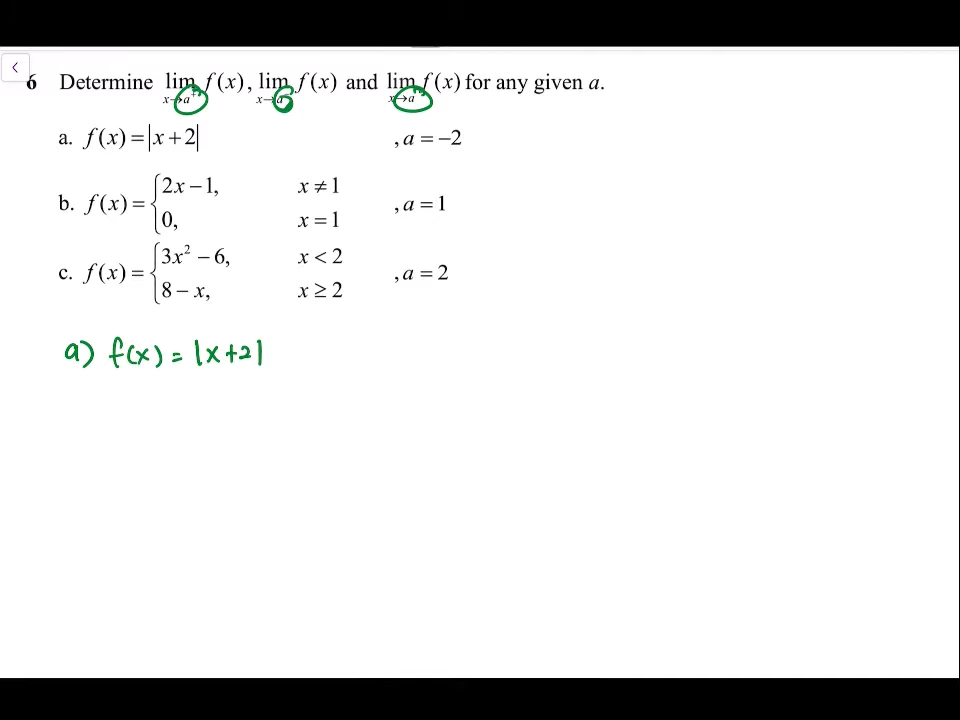 6 Determine lim x→a⁺ f(x), lim x→a⁻ f(x) and lim x→a f(x) for any given a.
a. f(x) = |x + 2| , a = −2
b. f(x) = { 2x − 1, x ≠ 1
0, x = 1 , a = 1
c. f(x) = { 3x² − 6, x < 2
8 − x, x ≥ 2 , a = 2
a) f(x) = |x+2|